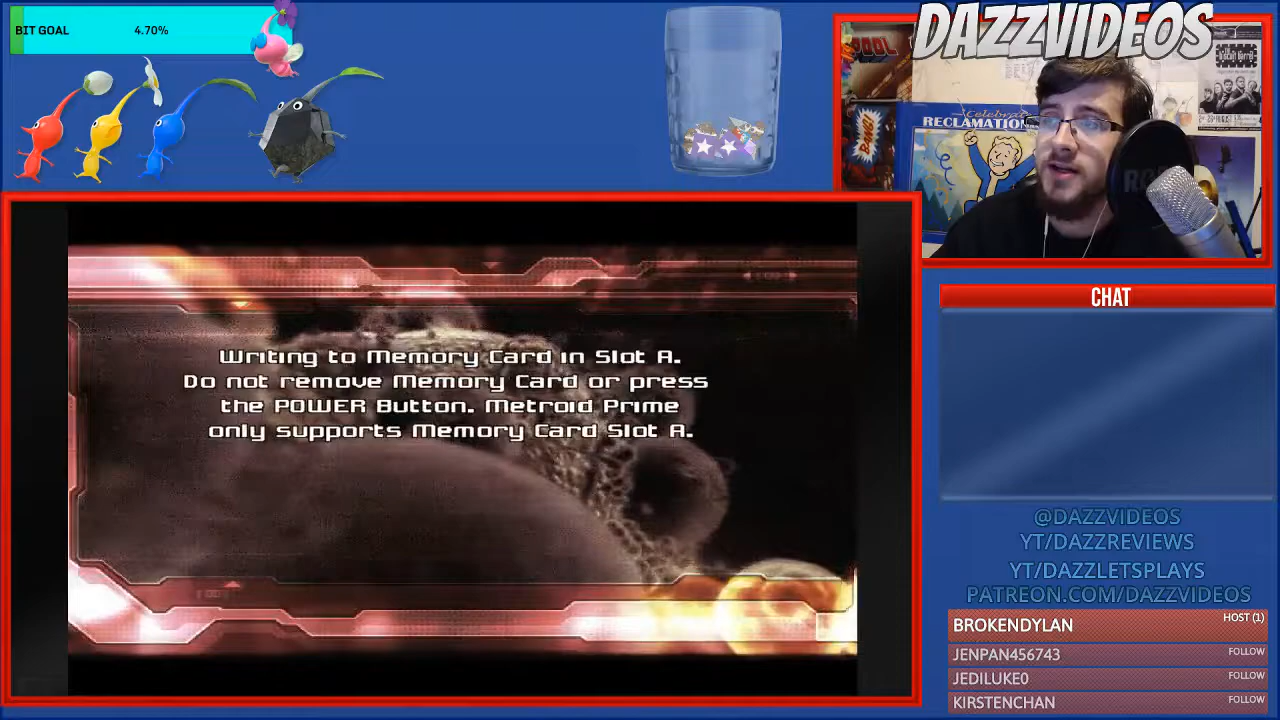 BIT GOAL 4.70%
DAZZVIDEOS
Celebrate
RECLAMATION
BANG!
Writing to Memory Card in Slot A.
Do not remove Memory Card or press
the POWER Button. Metroid Prime
only supports Memory Card Slot A.
CHAT
@DAZZVIDEOS
YT/DAZZREVIEWS
YT/DAZZLETSPLAYS
PATREON.COM/DAZZVIDEOS
BROKENDYLAN HOST (1)
JENPAN456743 FOLLOW
JEDILUKE0 FOLLOW
KIRSTENCHAN FOLLOW